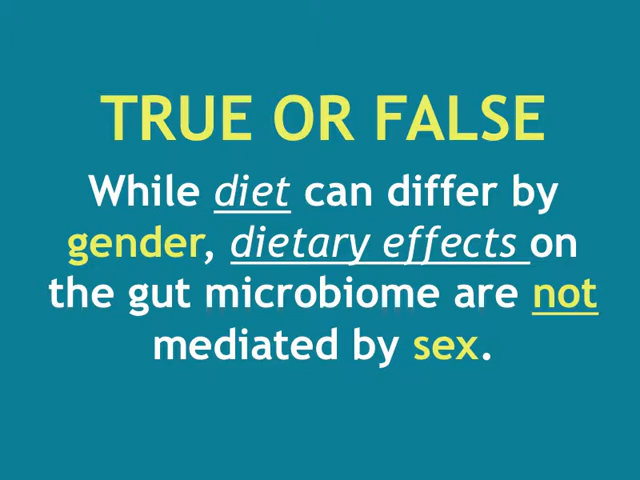 TRUE OR FALSE
While diet can differ by
gender, dietary effects on
the gut microbiome are not
mediated by sex.